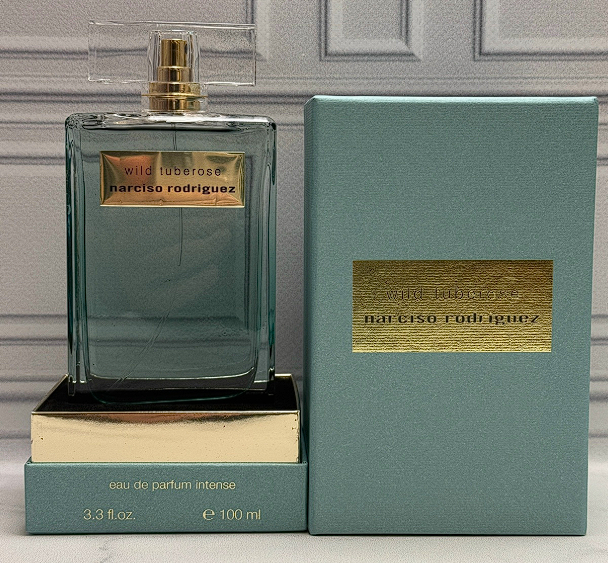 wild tuberose
narciso rodriguez
wild tuberose
narciso rodriguez
eau de parfum intense
3.3 fl.oz. ℮ 100 ml